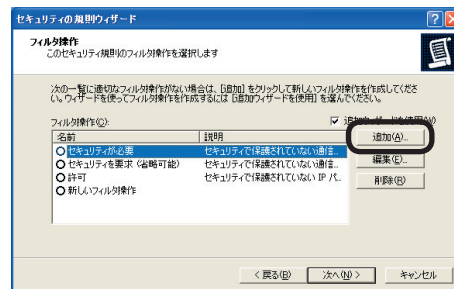 セキュリティの規則ウィザード
フィルタ操作
このセキュリティ規則のフィルタ操作を選択します
次の一覧に適切なフィルタ操作がない場合は、[追加] をクリックして新しいフィルタ操作を作成してくださ
い。ウィザードを使ってフィルタ操作を作成するには [追加ウィザードを使用] を選んでください。
フィルタ操作(C):
追加ウィザードを使用(W)
名前 説明
セキュリティが必要 セキュリティで保護されていない通信...
セキュリティを要求 (省略可能) セキュリティで保護されていない通信...
許可 セキュリティで保護されていない IP パ...
新しいフィルタ操作
追加(A)...
編集(E)...
削除(R)
< 戻る(B) 次へ(N) > キャンセル